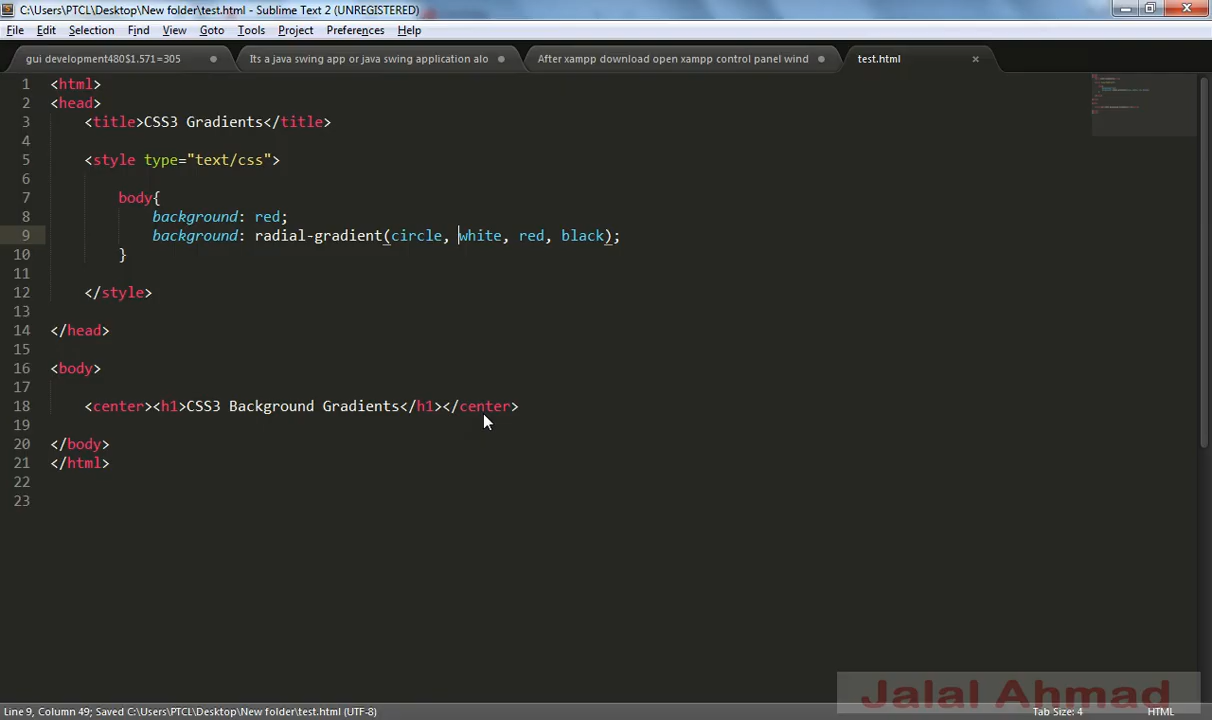 C:\Users\PTCL\Desktop\New folder\test.html - Sublime Text 2 (UNREGISTERED)
File Edit Selection Find View Goto Tools Project Preferences Help
gui development480$1.571=305 Its a java swing app or java swing application alo After xampp download open xampp control panel wind test.html
1 <html>
2 <head>
3 <title>CSS3 Gradients</title>
4
5 <style type="text/css">
6
7 body{
8 background: red;
9 background: radial-gradient(circle, white, red, black);
10 }
11
12 </style>
13
14 </head>
15
16 <body>
17
18 <center><h1>CSS3 Background Gradients</h1></center>
19
20 </body>
21 </html>
22
23
Jalal Ahmad
Line 9, Column 49; Saved C:\Users\PTCL\Desktop\New folder\test.html (UTF-8) Tab Size: 4 HTML